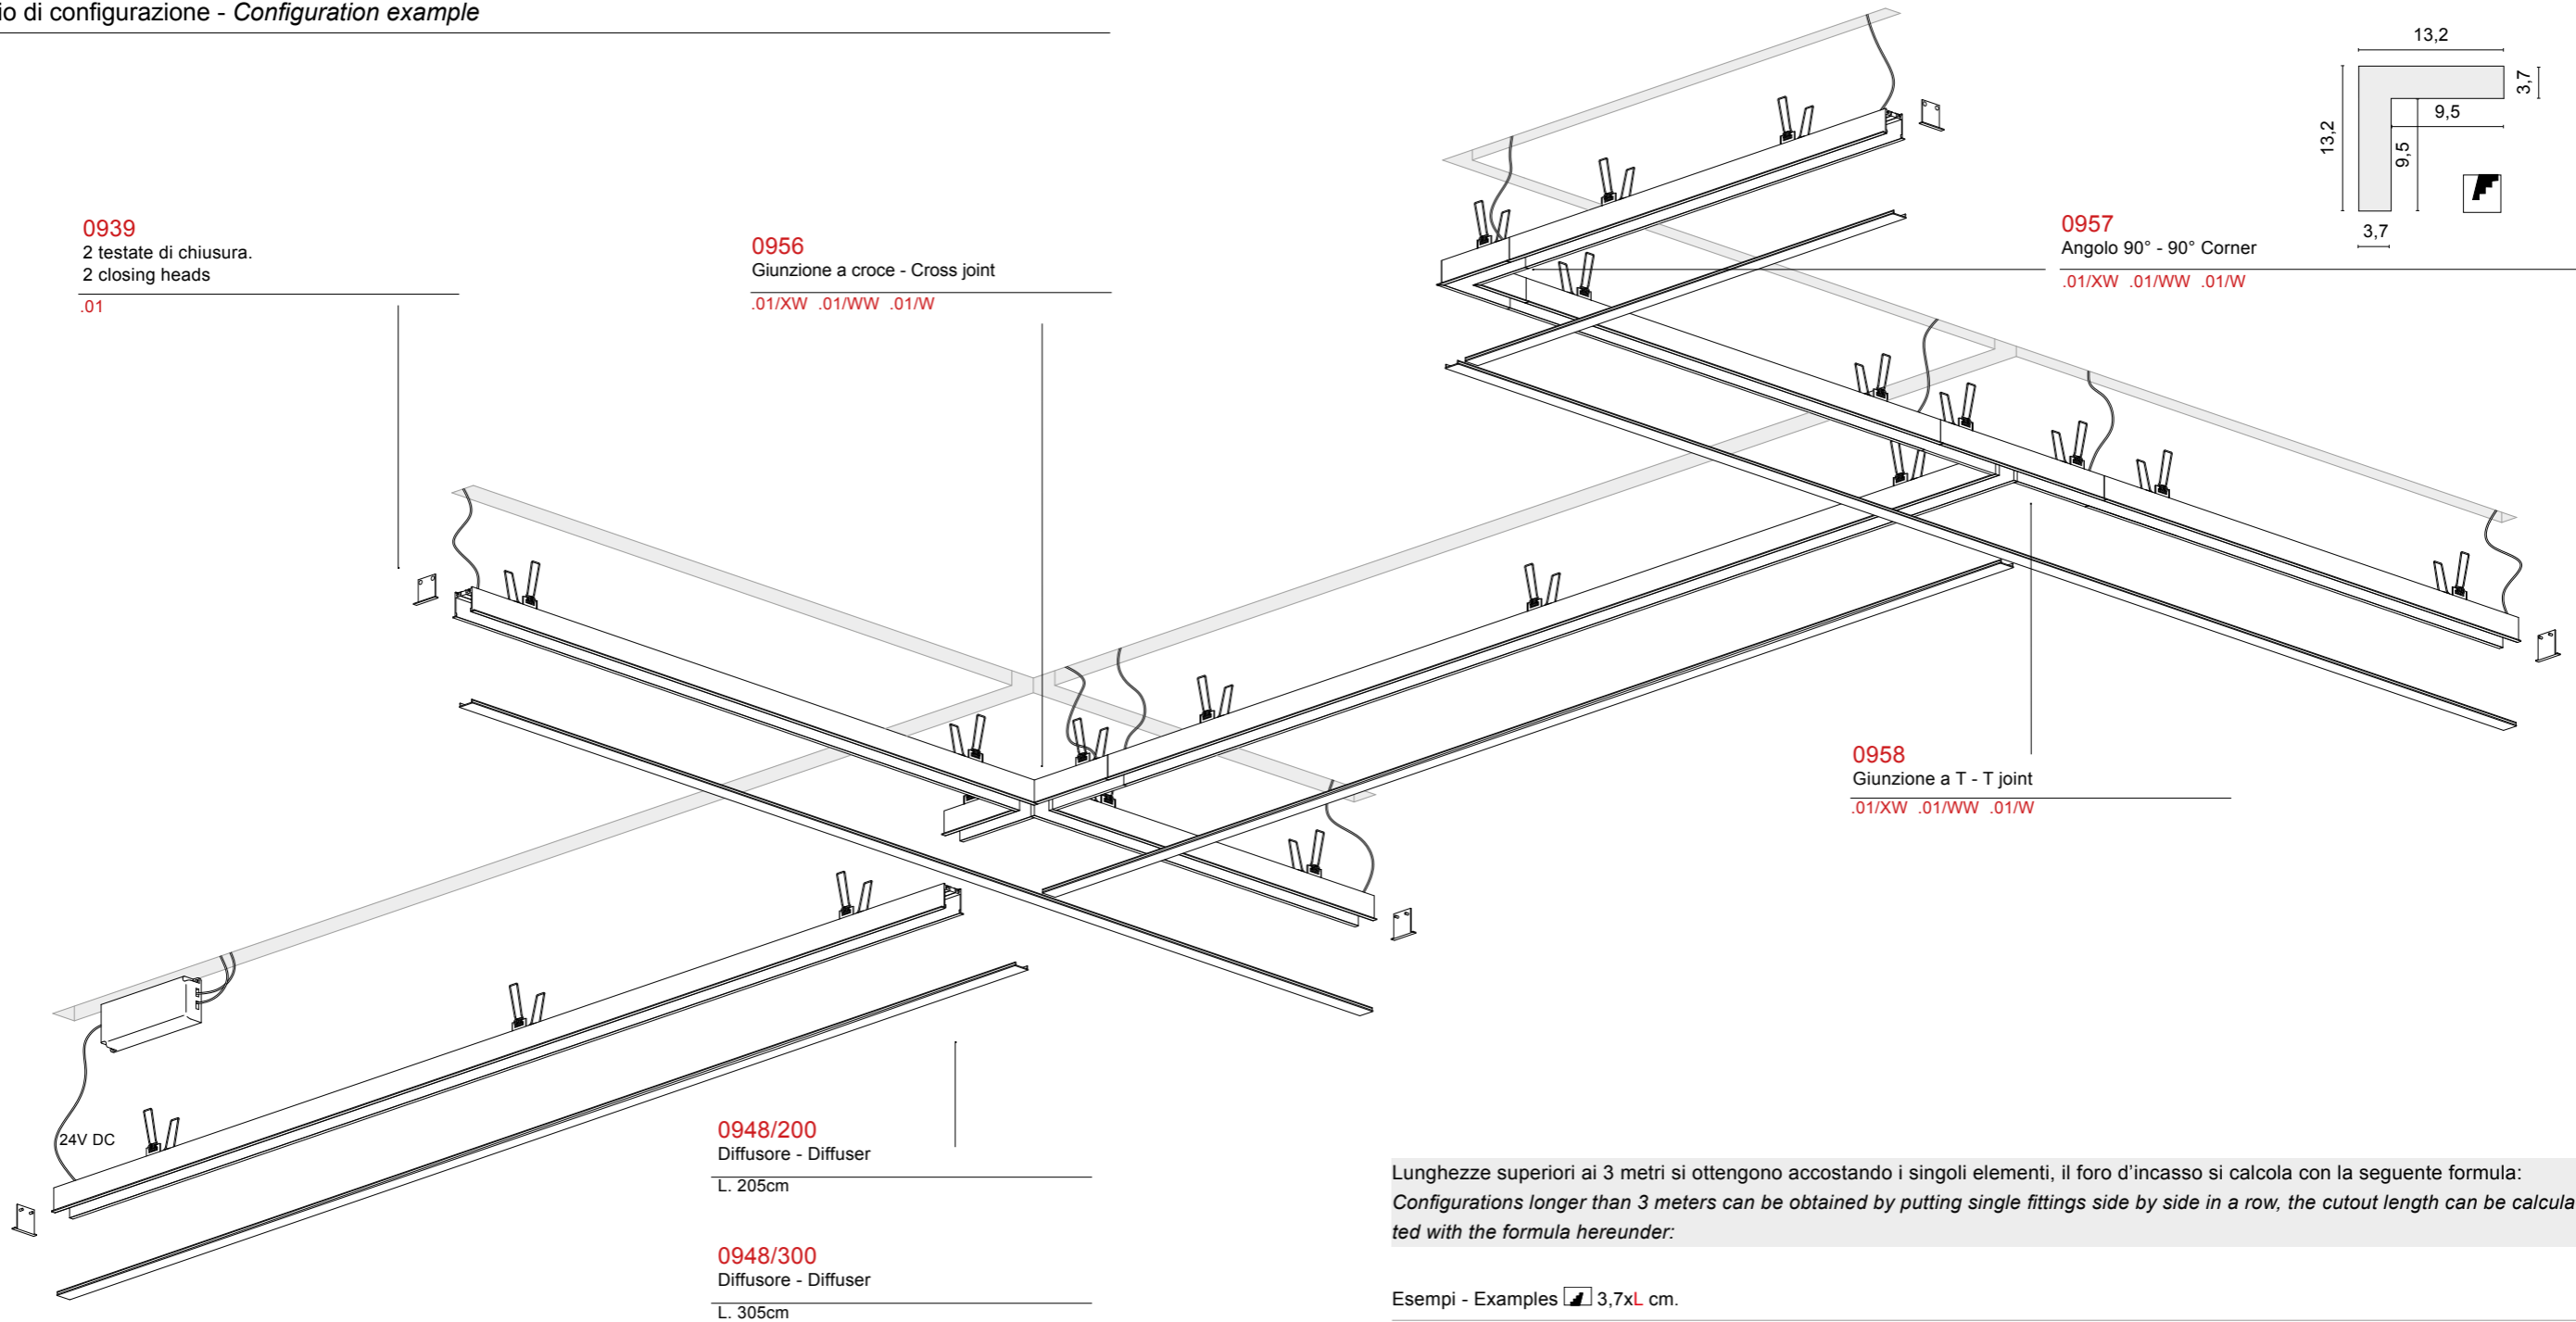 io di configurazione - Configuration example
13,2
3,7
9,5
13,2
9,5
3,7
0939
2 testate di chiusura.
2 closing heads
.01
0956
Giunzione a croce - Cross joint
.01/XW .01/WW .01/W
0957
Angolo 90° - 90° Corner
.01/XW .01/WW .01/W
0958
Giunzione a T - T joint
.01/XW .01/WW .01/W
24V DC
0948/200
Diffusore - Diffuser
L. 205cm
0948/300
Diffusore - Diffuser
L. 305cm
Lunghezze superiori ai 3 metri si ottengono accostando i singoli elementi, il foro d’incasso si calcola con la seguente formula:
Configurations longer than 3 meters can be obtained by putting single fittings side by side in a row, the cutout length can be calcula
ted with the formula hereunder:
Esempi - Examples 3,7xL cm.